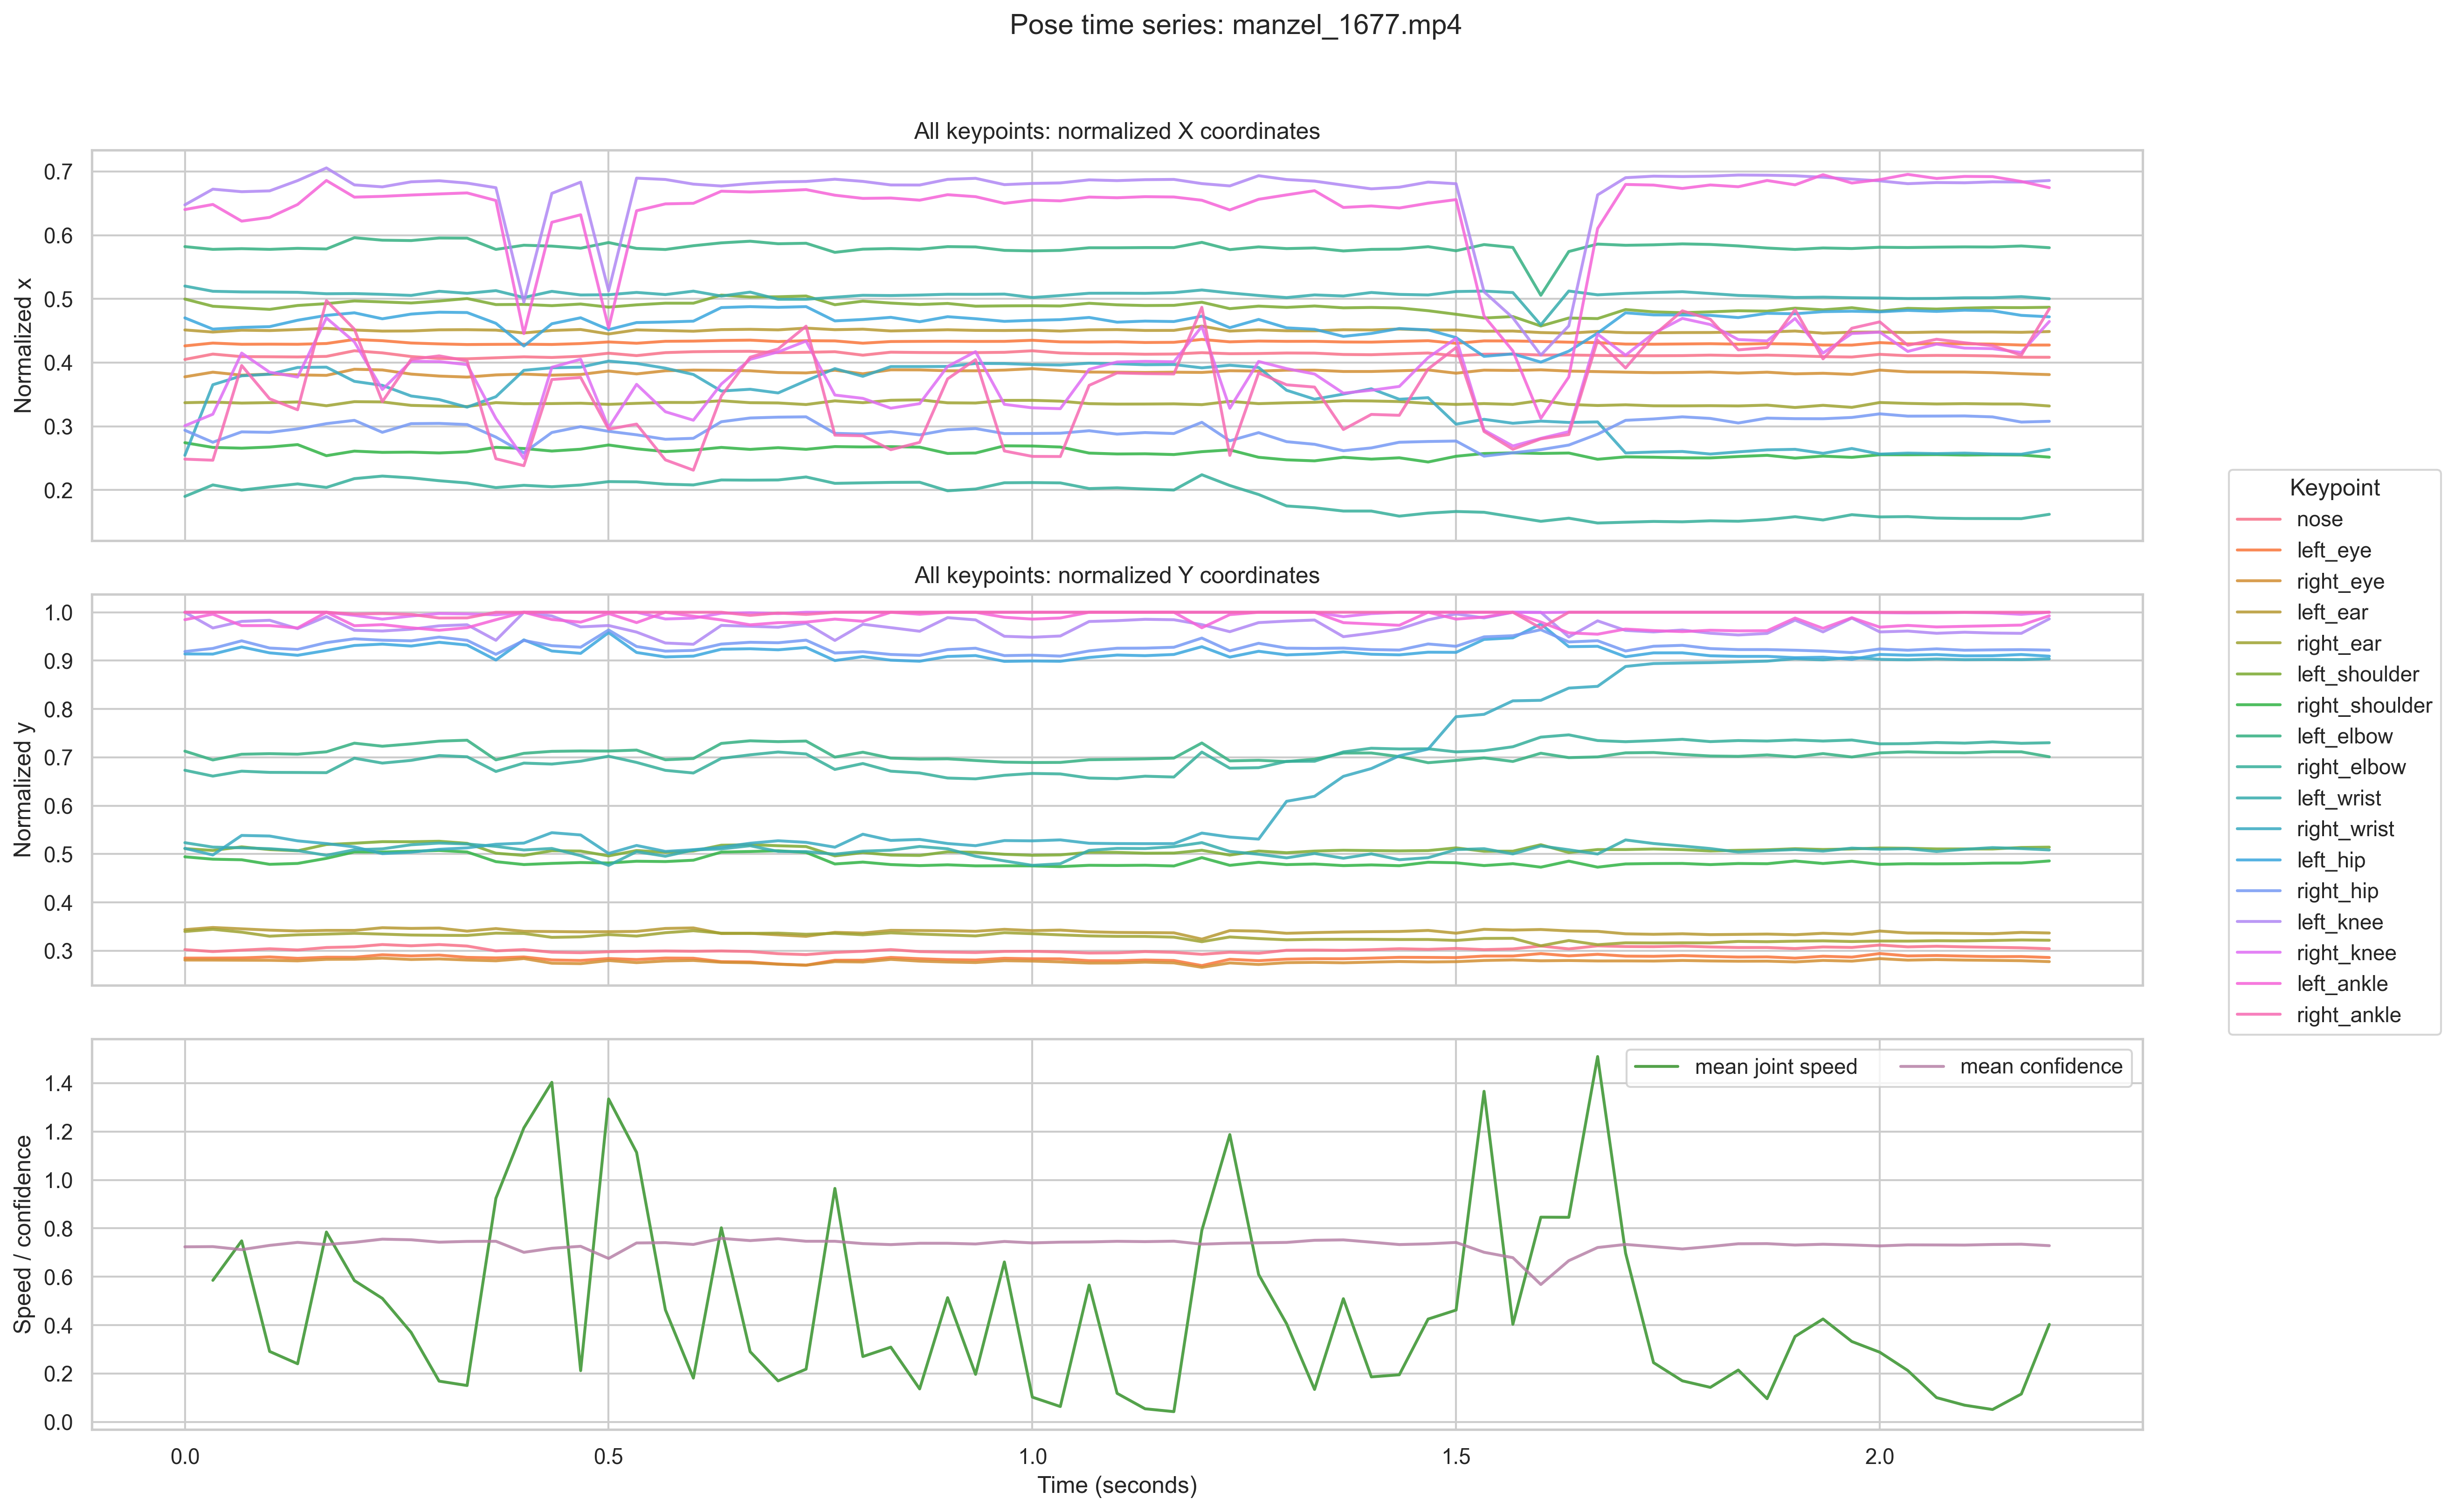 Pose time series: manzel_1677.mp4
All keypoints: normalized X coordinates
Normalized x
0.7
0.6
0.5
0.4
0.3
0.2
All keypoints: normalized Y coordinates
Normalized y
1.0
0.9
0.8
0.7
0.6
0.5
0.4
0.3
Keypoint
nose
left_eye
right_eye
left_ear
right_ear
left_shoulder
right_shoulder
left_elbow
right_elbow
left_wrist
right_wrist
left_hip
right_hip
left_knee
right_knee
left_ankle
right_ankle
mean joint speed mean confidence
Speed / confidence
1.4
1.2
1.0
0.8
0.6
0.4
0.2
0.0
0.0 0.5 1.0 1.5 2.0
Time (seconds)